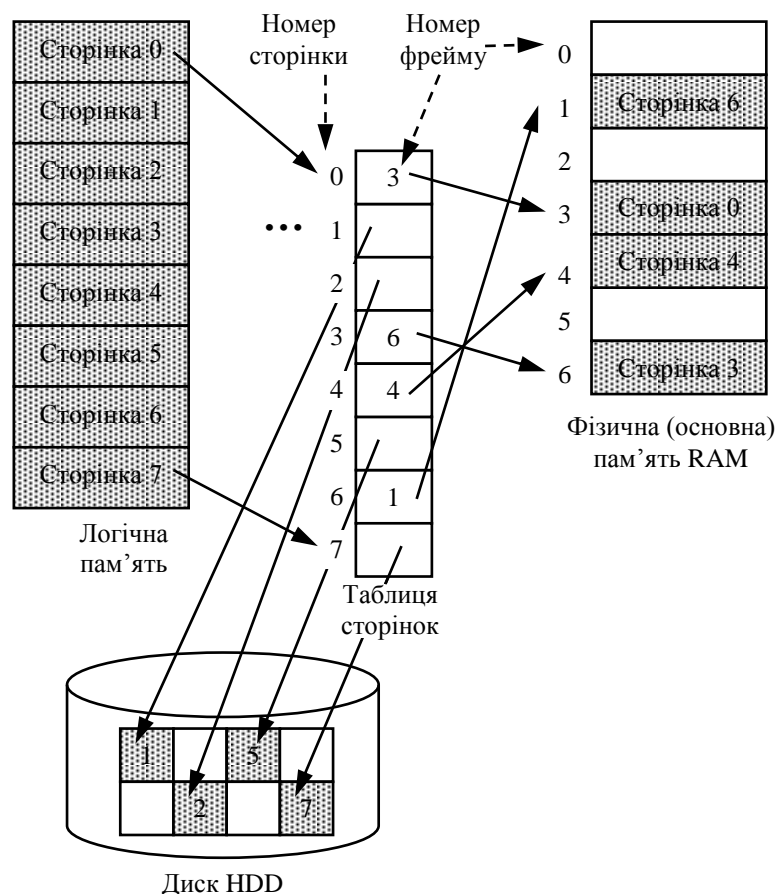 Сторінка 0
Сторінка 1
Сторінка 2
Сторінка 3
Сторінка 4
Сторінка 5
Сторінка 6
Сторінка 7
Логічна
пам’ять
Номер
сторінки
Номер
фрейму
...
0
1
2
3
4
5
6
7
3
6
4
1
Таблиця
сторінок
0
1
2
3
4
5
6
Сторінка 6
Сторінка 0
Сторінка 4
Сторінка 3
Фізична (основна)
пам’ять RAM
1
5
2
7
Диск HDD